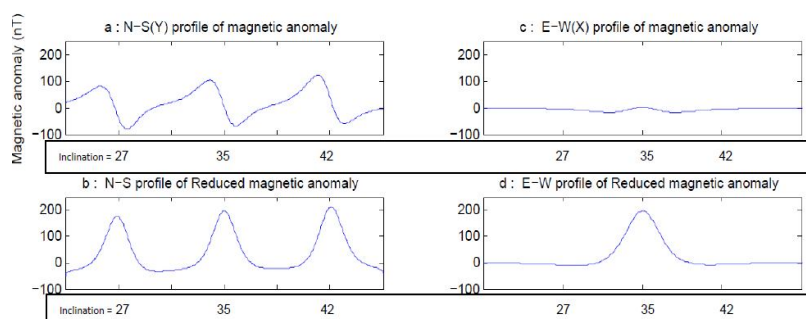 a : N−S(Y) profile of magnetic anomaly
c : E−W(X) profile of magnetic anomaly
Magnetic anomaly (nT)
200
100
0
−100
200
100
0
−100
Inclination = 27 35 42 27 35 42
b : N−S profile of Reduced magnetic anomaly
d : E−W profile of Reduced magnetic anomaly
200
100
0
−100
200
100
0
−100
Inclination = 27 35 42 27 35 42